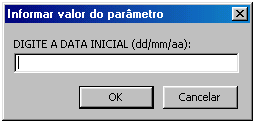 Informar valor do parâmetro
DIGITE A DATA INICIAL (dd/mm/aa):
OK
Cancelar